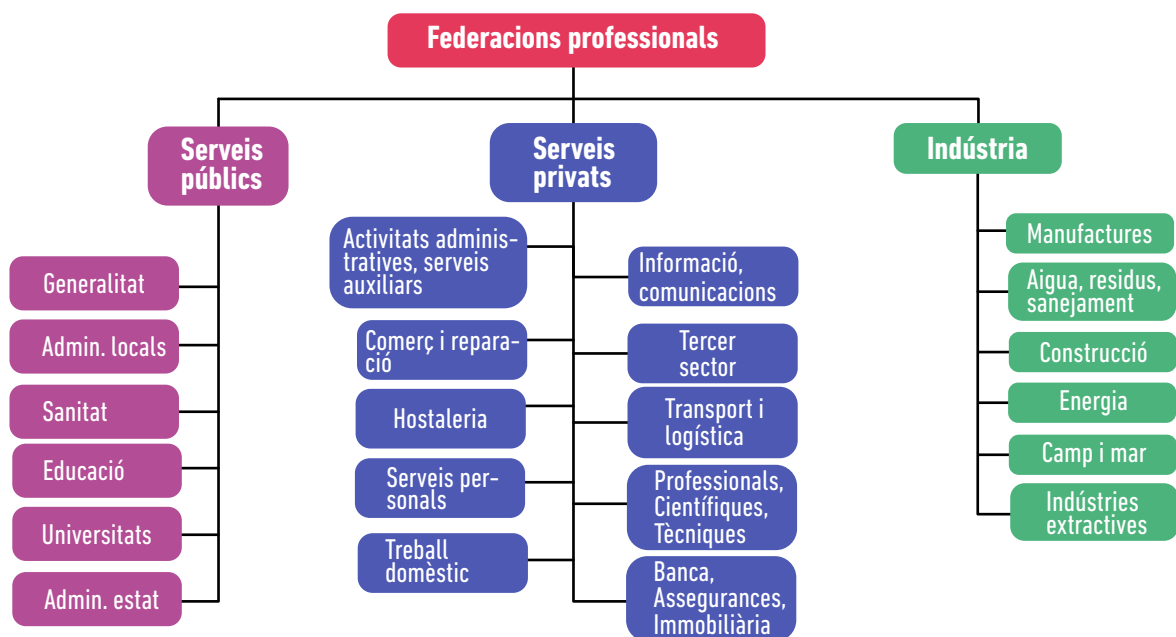 Federacions professionals
Serveis
públics
Generalitat
Admin. locals
Sanitat
Educació
Universitats
Admin. estat
Serveis
privats
Activitats adminis-
tratives, serveis
auxiliars
Comerç i repara-
ció
Hostaleria
Serveis per-
sonals
Treball
domèstic
Informació,
comunicacions
Tercer
sector
Transport i
logística
Professionals,
Científiques,
Tècniques
Banca,
Assegurances,
Immobiliària
Indústria
Manufactures
Aigua, residus,
sanejament
Construcció
Energia
Camp i mar
Indústries
extractives